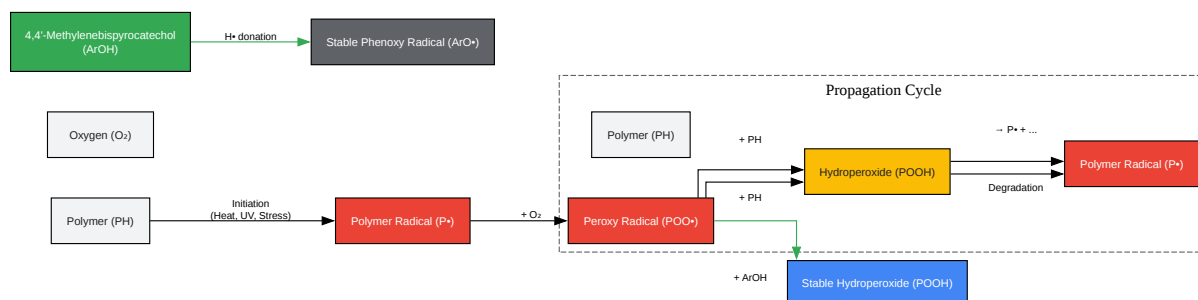 4,4'-Methylenebispyrocatechol
(ArOH)
H• donation
Stable Phenoxy Radical (ArO•)
Propagation Cycle
Oxygen (O₂)
Polymer (PH)
+ PH
→ P• + ...
Hydroperoxide (POOH)
Polymer Radical (P•)
Degradation
+ PH
Polymer (PH)
Initiation
(Heat, UV, Stress)
Polymer Radical (P•)
+ O₂
Peroxy Radical (POO•)
+ ArOH
Stable Hydroperoxide (POOH)